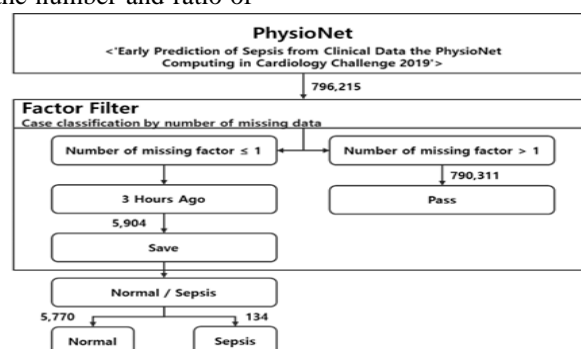 the number and ratio of
PhysioNet
<'Early Prediction of Sepsis from Clinical Data the PhysioNet
Computing in Cardiology Challenge 2019'>
796,215
Factor Filter
Case classification by number of missing data
Number of missing factor ≤ 1
Number of missing factor > 1
790,311
3 Hours Ago
Pass
5,904
Save
Normal / Sepsis
5,770
134
Normal
Sepsis